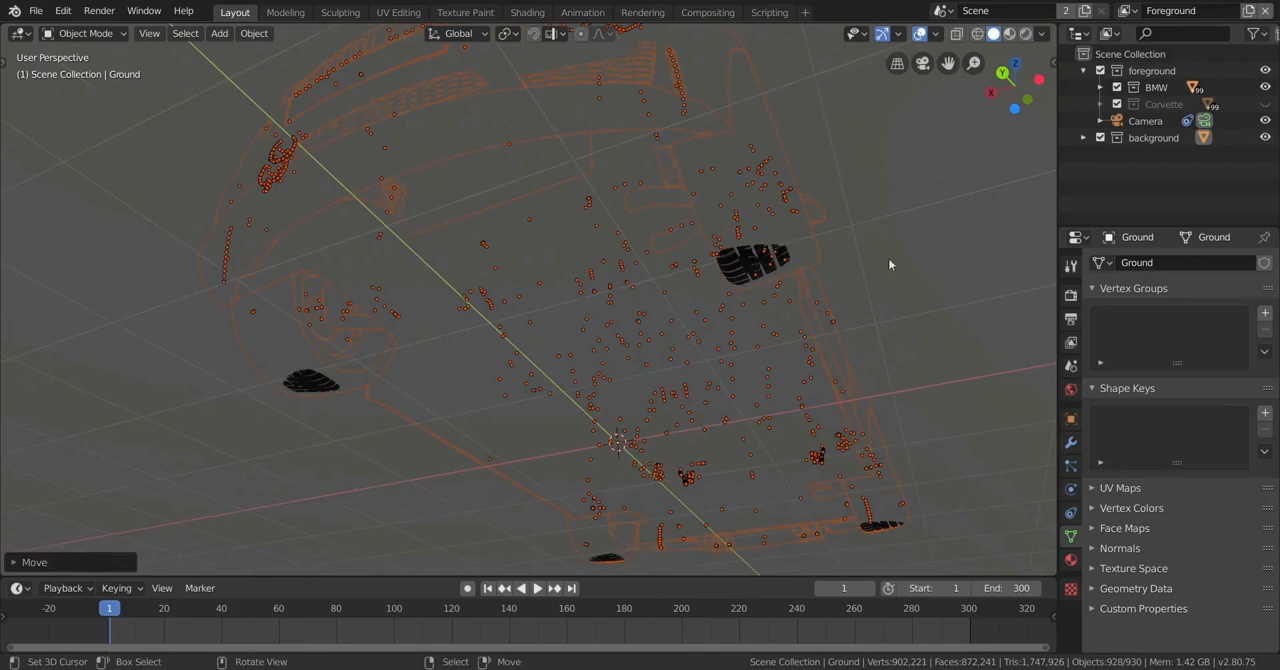 File Edit Render Window Help Layout Modeling Sculpting UV Editing Texture Paint Shading Animation Rendering Compositing Scripting + Scene 2 Foreground
Object Mode View Select Add Object Global
User Perspective
(1) Scene Collection | Ground
Z
Y
X
Scene Collection
foreground
BMW +99
Corvette +99
Camera
background
Ground Ground
Ground
Vertex Groups
Shape Keys
UV Maps
Vertex Colors
Face Maps
Normals
Texture Space
Geometry Data
Custom Properties
Move
Playback Keying View Marker 1 Start: 1 End: 300
-20 1 20 40 60 80 100 120 140 160 180 200 220 240 260 280 300 320
Set 3D Cursor Box Select Rotate View Select Move Scene Collection | Ground | Verts:902,221 | Faces:872,241 | Tris:1,747,926 | Objects:928/930 | Mem: 1.42 GB | v2.80.75